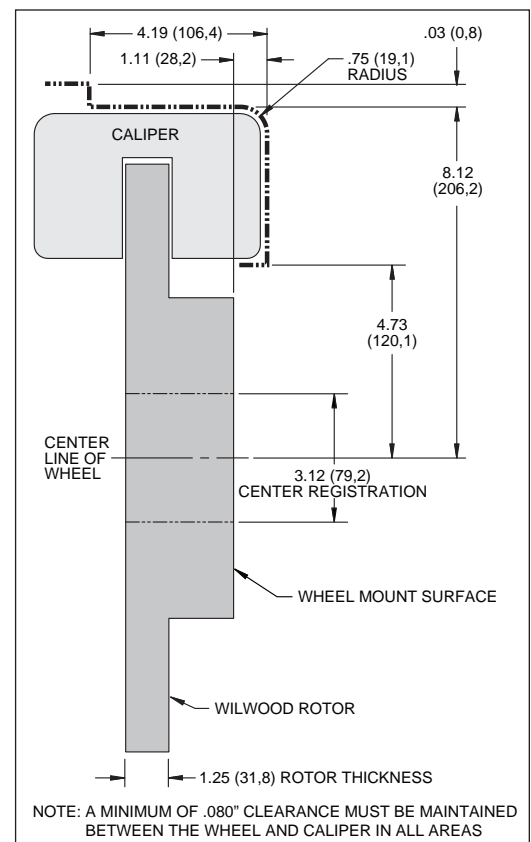 4.19 (106,4)
.03 (0,8)
1.11 (28,2)
.75 (19,1)
RADIUS
CALIPER
8.12
(206,2)
4.73
(120,1)
CENTER
LINE OF
WHEEL
3.12 (79,2)
CENTER REGISTRATION
WHEEL MOUNT SURFACE
WILWOOD ROTOR
1.25 (31,8) ROTOR THICKNESS
NOTE: A MINIMUM OF .080" CLEARANCE MUST BE MAINTAINED
BETWEEN THE WHEEL AND CALIPER IN ALL AREAS